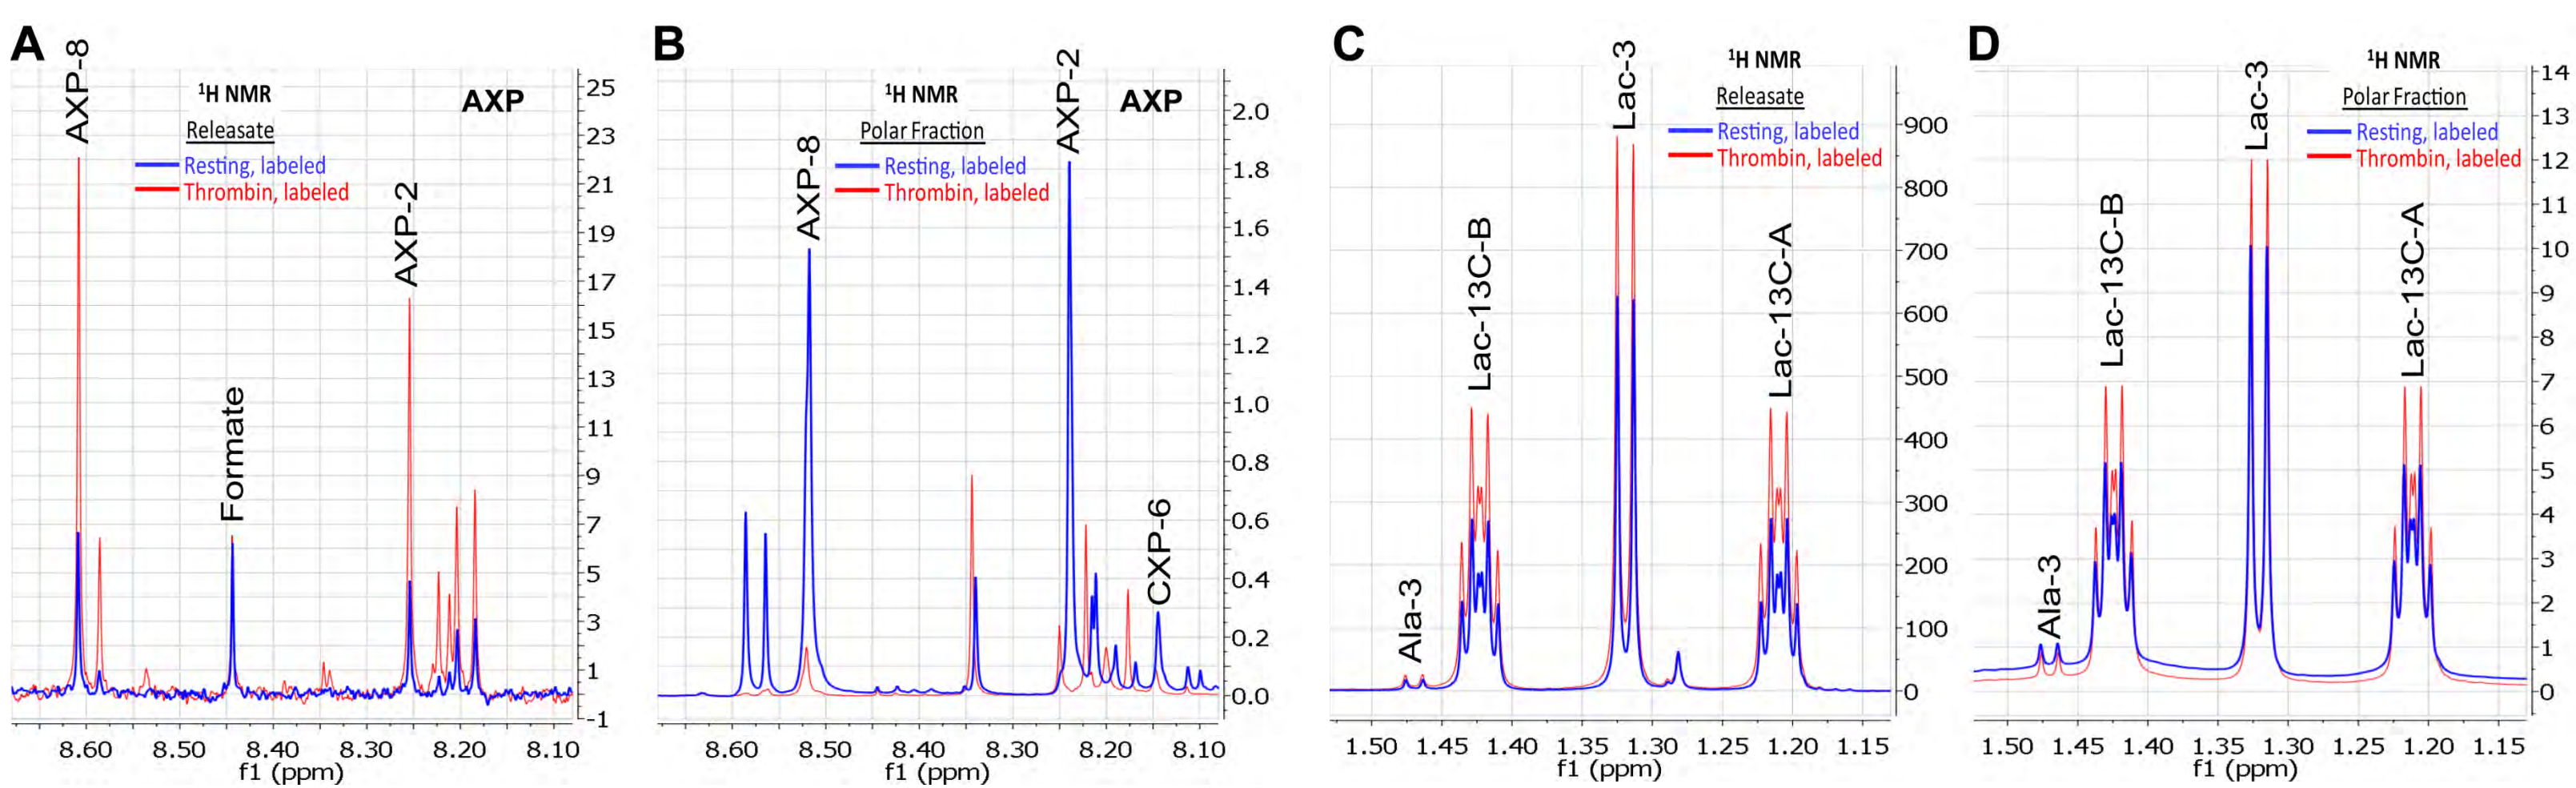 A
AXP-8
¹H NMR
Releasate
AXP
Resting, labeled
Thrombin, labeled
AXP-2
Formate
25
23
21
19
17
15
13
11
9
7
5
3
1
-1
8.60 8.50 8.40 8.30 8.20 8.10
f1 (ppm)
B
AXP-2
¹H NMR
Polar Fraction
AXP
Resting, labeled
Thrombin, labeled
AXP-8
CXP-6
2.0
1.8
1.6
1.4
1.2
1.0
0.8
0.6
0.4
0.2
0.0
8.60 8.50 8.40 8.30 8.20 8.10
f1 (ppm)
C
Lac-3
¹H NMR
Releasate
Resting, labeled
Thrombin, labeled
Lac-13C-B
Lac-13C-A
Ala-3
900
800
700
600
500
400
300
200
100
0
1.50 1.45 1.40 1.35 1.30 1.25 1.20 1.15
f1 (ppm)
D
Lac-3
¹H NMR
Polar Fraction
Resting, labeled
Thrombin, labeled
Lac-13C-B
Lac-13C-A
Ala-3
14
13
12
11
10
9
8
7
6
5
4
3
2
1
0
1.50 1.45 1.40 1.35 1.30 1.25 1.20 1.15
f1 (ppm)